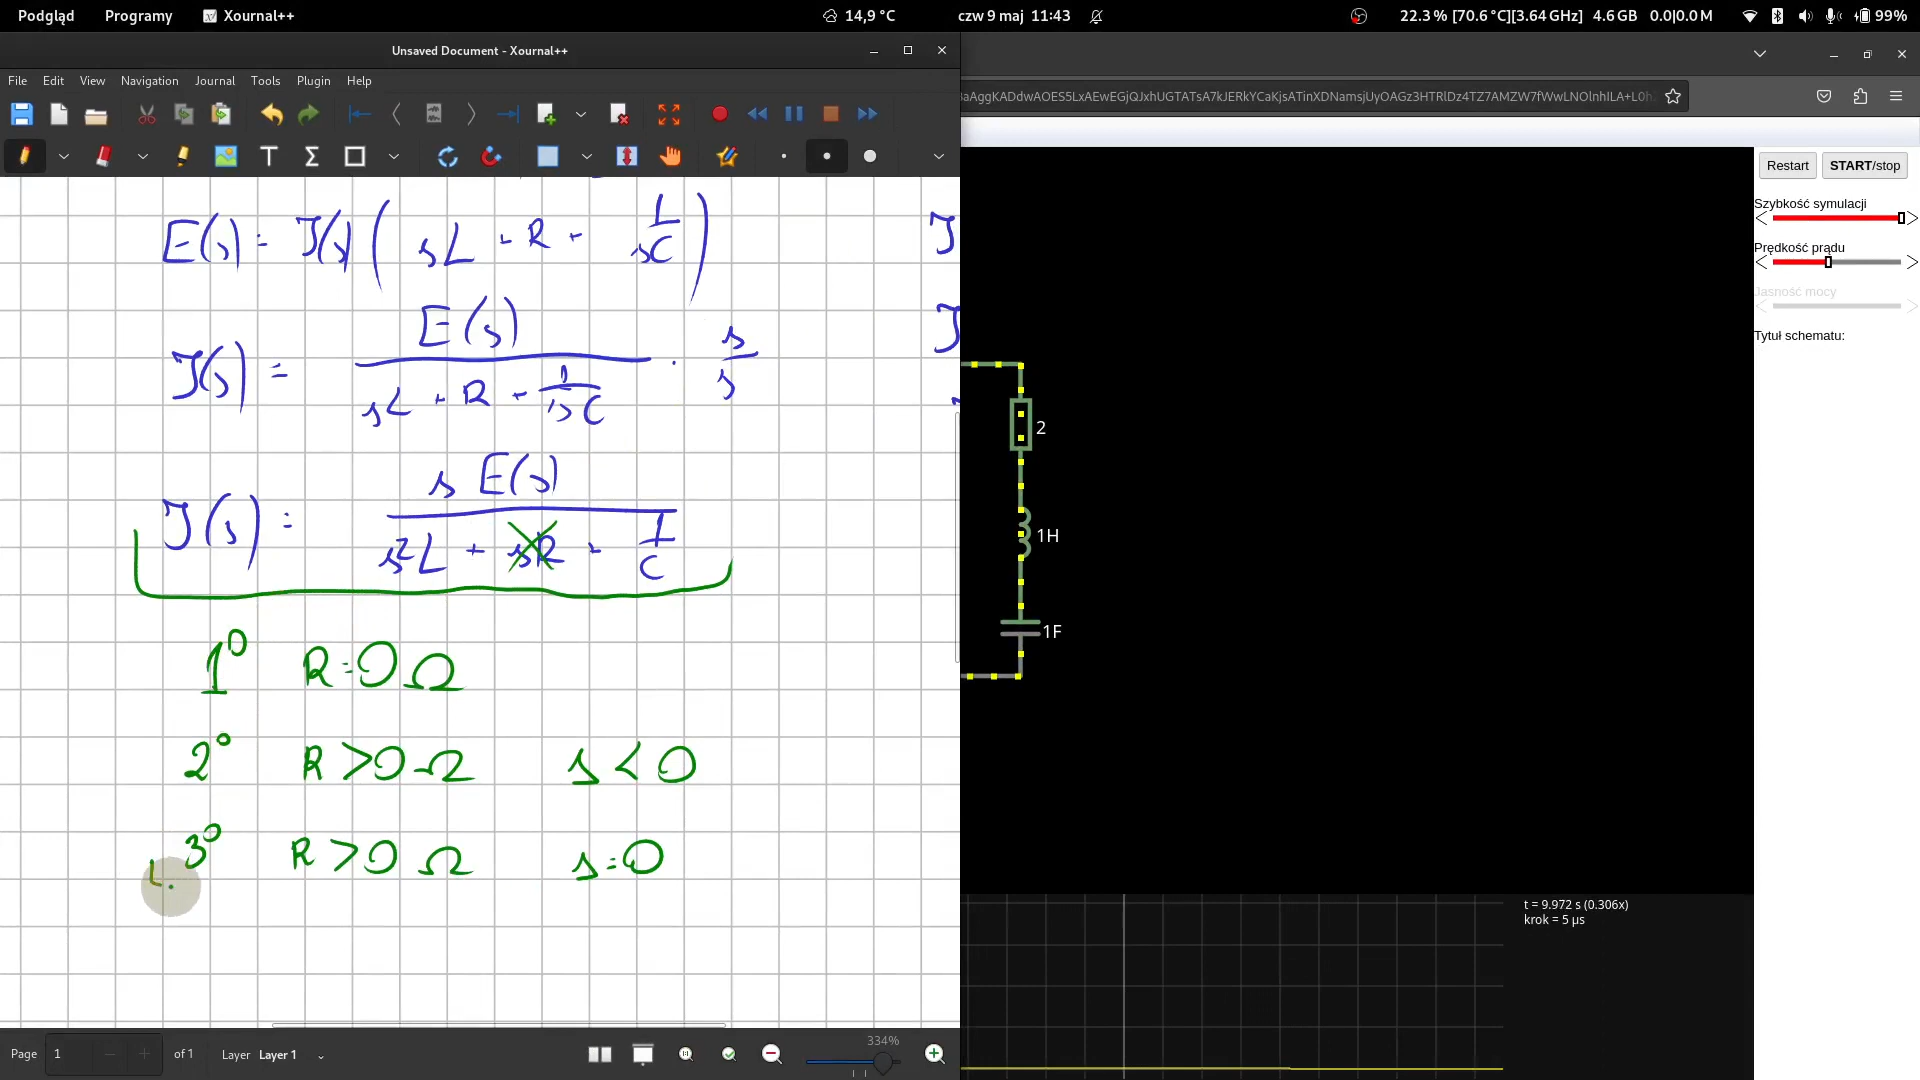 Podgląd Programy Xournal++ 14,9 °C czw 9 maj 11:43 22.3 % [70.6 °C][3.64 GHz] 4.6 GB 0.0|0.0 M 99%
Unsaved Document - Xournal++
File Edit View Navigation Journal Tools Plugin Help
E(s) = I(s) ( sL + R + 1/sC )
I(s) = E(s) / (sL + R + 1/sC) · s/s
I(s) = s E(s) / (s²L + sR + 1/C)
1⁰ R=0 Ω
2⁰ R>0 Ω s<0
3⁰ R>0 Ω s=0
Page 1 of 1 Layer Layer 1 334%
Restart START/stop
Szybkość symulacji
Prędkość prądu
Jasność mocy
Tytuł schematu:
2
1H
1F
t = 9.972 s (0.306x)
krok = 5 µs